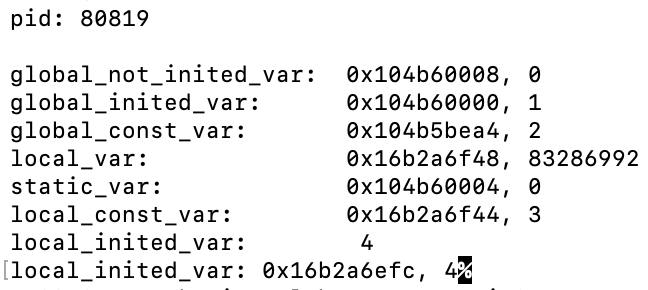 pid: 80819
global_not_inited_var: 0x104b60008, 0
global_inited_var: 0x104b60000, 1
global_const_var: 0x104b5bea4, 2
local_var: 0x16b2a6f48, 83286992
static_var: 0x104b60004, 0
local_const_var: 0x16b2a6f44, 3
local_inited_var: 4
[local_inited_var: 0x16b2a6efc, 4%